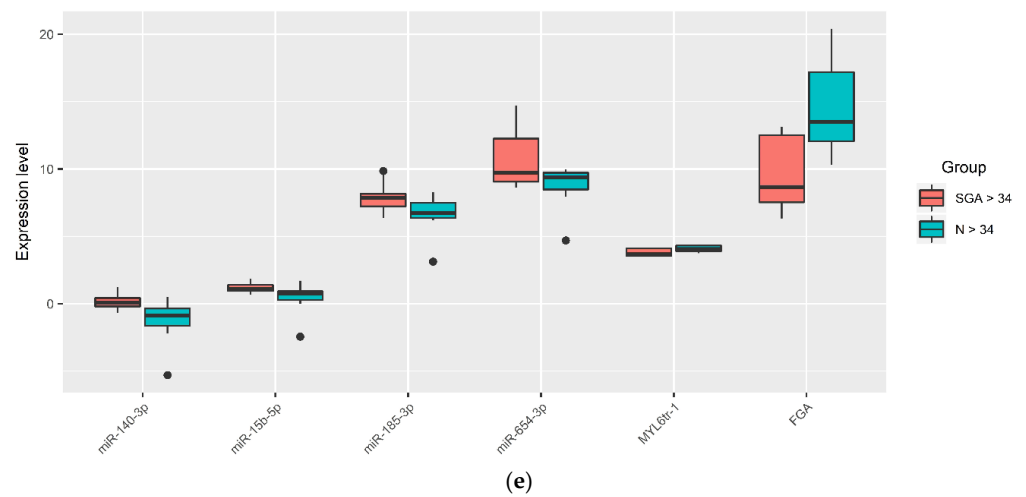 20
10
0
Expression level
miR-140-3p
miR-15b-5p
miR-185-3p
miR-654-3p
MYL6tr-1
FGA
Group
SGA > 34
N > 34
(e)